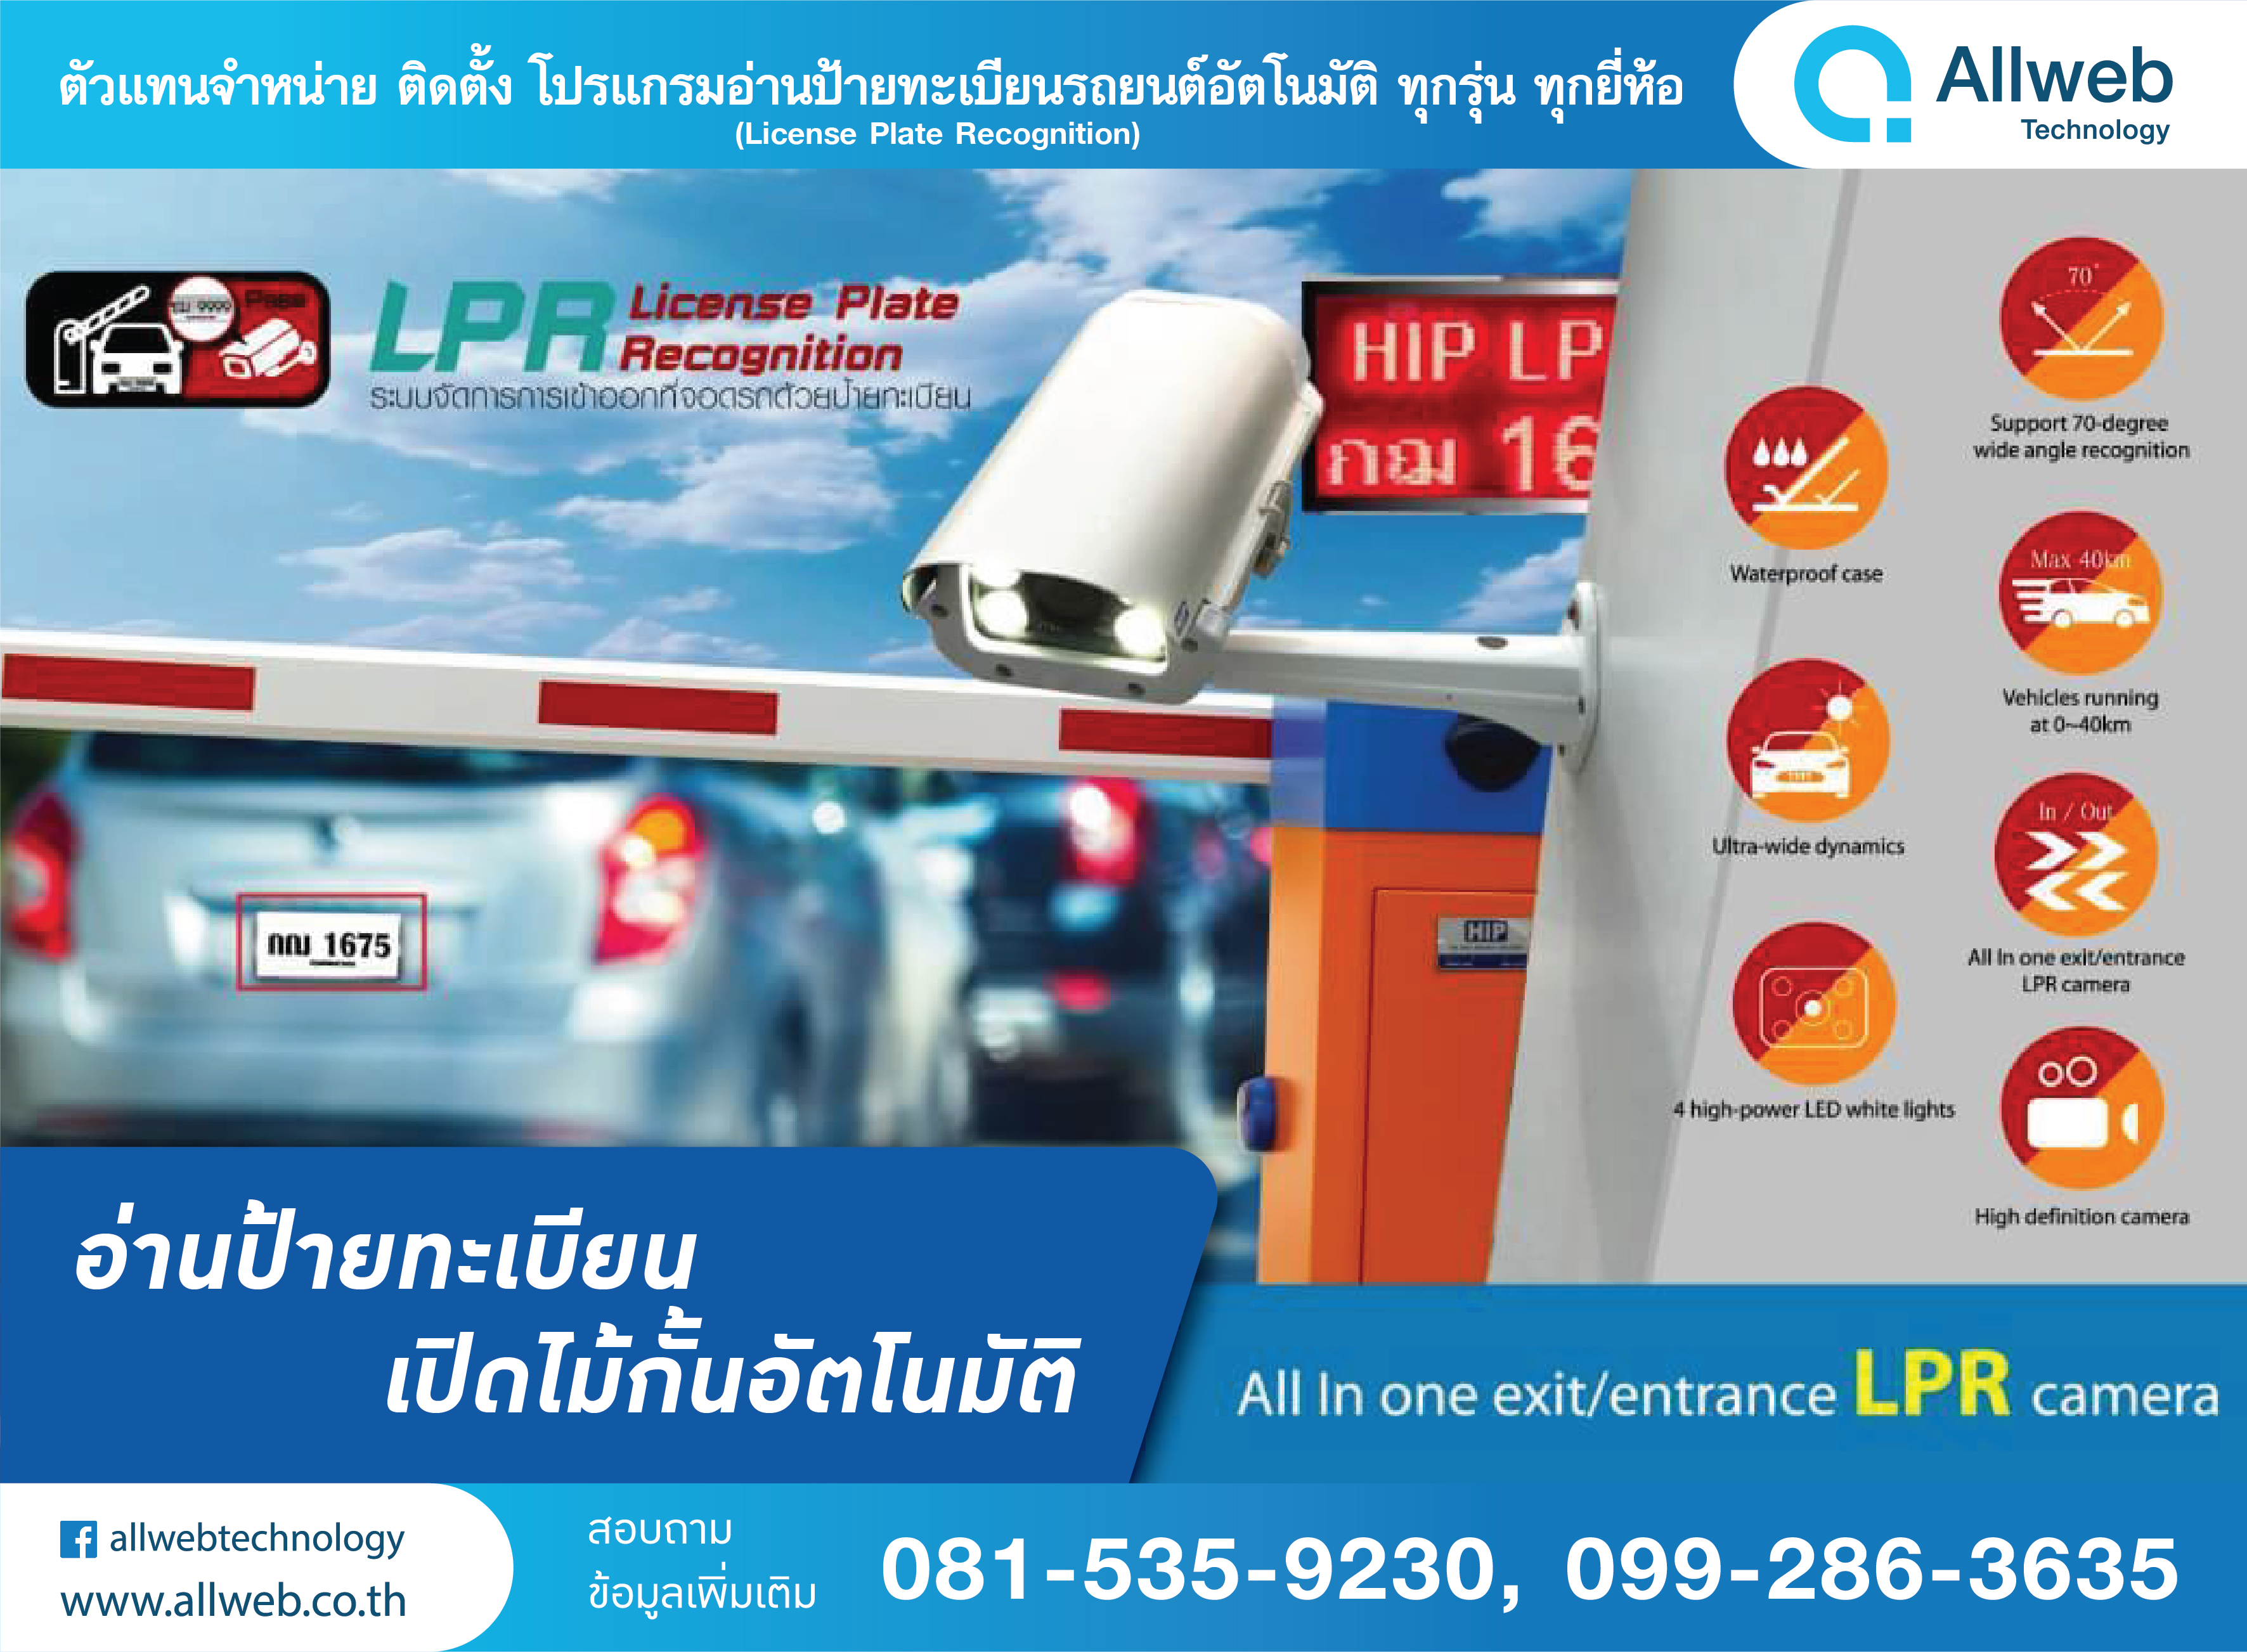 ตัวแทนจำหน่าย ติดตั้ง โปรแกรมอ่านป้ายทะเบียนรถยนต์อัตโนมัติ ทุกรุ่น ทุกยี่ห้อ
(License Plate Recognition)
Allweb
Technology
Pass
9999
LPR License Plate
Recognition
ระบบจัดการการเข้าออกที่จอดรถด้วยป้ายทะเบียน
HIP LP
กฌ 16
70°
Support 70-degree
wide angle recognition
Waterproof case
Max 40km
Vehicles running
at 0~40km
Ultra-wide dynamics
In / Out
All In one exit/entrance
LPR camera
4 high-power LED white lights
High definition camera
กฌ 1675
HIP
อ่านป้ายทะเบียน
เปิดไม้กั้นอัตโนมัติ
All In one exit/entrance LPR camera
allwebtechnology
www.allweb.co.th
สอบถาม
ข้อมูลเพิ่มเติม
081-535-9230, 099-286-3635